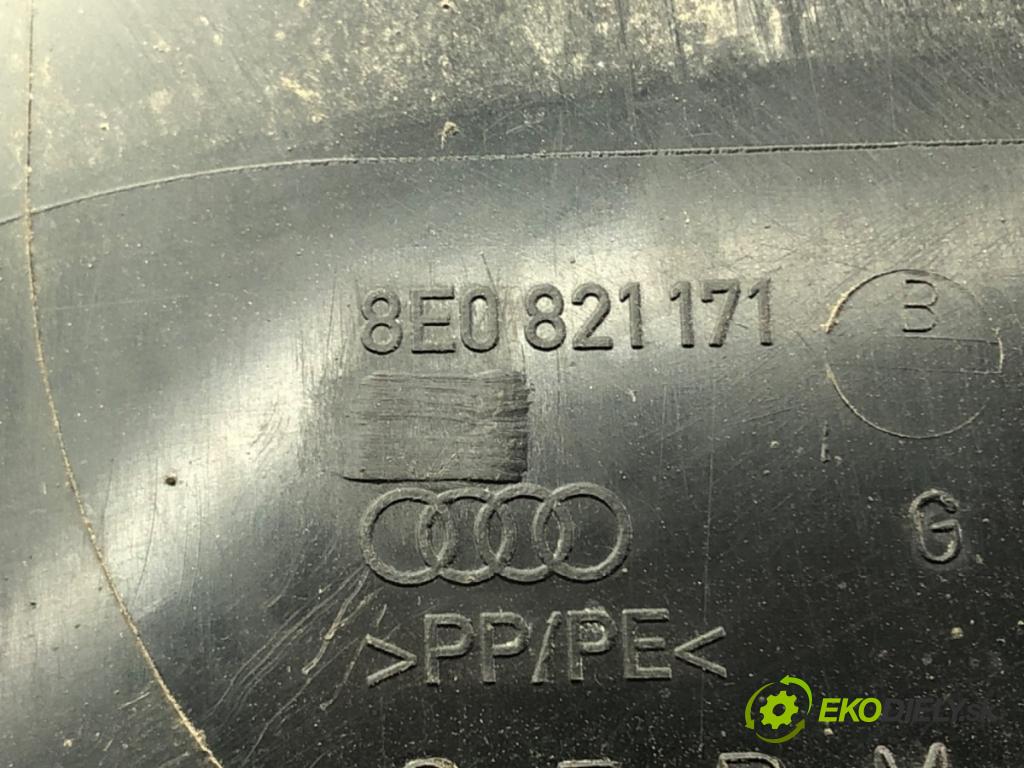 8E0 821 171
B
G
>PP/PE<
EKODIELY.SK